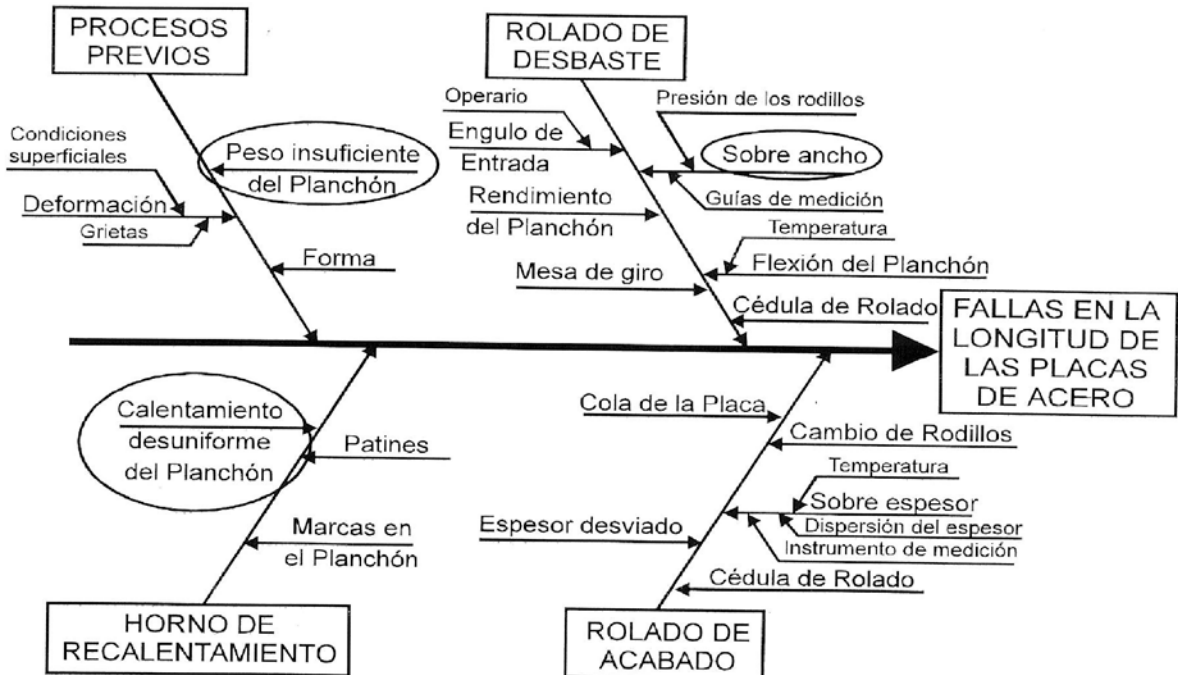 PROCESOS
PREVIOS
Condiciones
superficiales
Peso insuficiente
del Planchón
Deformación
Grietas
Forma
ROLADO DE
DESBASTE
Operario
Engulo de
Entrada
Presión de los rodillos
Sobre ancho
Guías de medición
Rendimiento
del Planchón
Temperatura
Flexión del Planchón
Mesa de giro
Cédula de Rolado
FALLAS EN LA
LONGITUD DE
LAS PLACAS
DE ACERO
Calentamiento
desuniforme
del Planchón
Patines
Marcas en
el Planchón
HORNO DE
RECALENTAMIENTO
Cola de la Placa
Cambio de Rodillos
Temperatura
Sobre espesor
Dispersión del espesor
Instrumento de medición
Espesor desviado
Cédula de Rolado
ROLADO DE
ACABADO